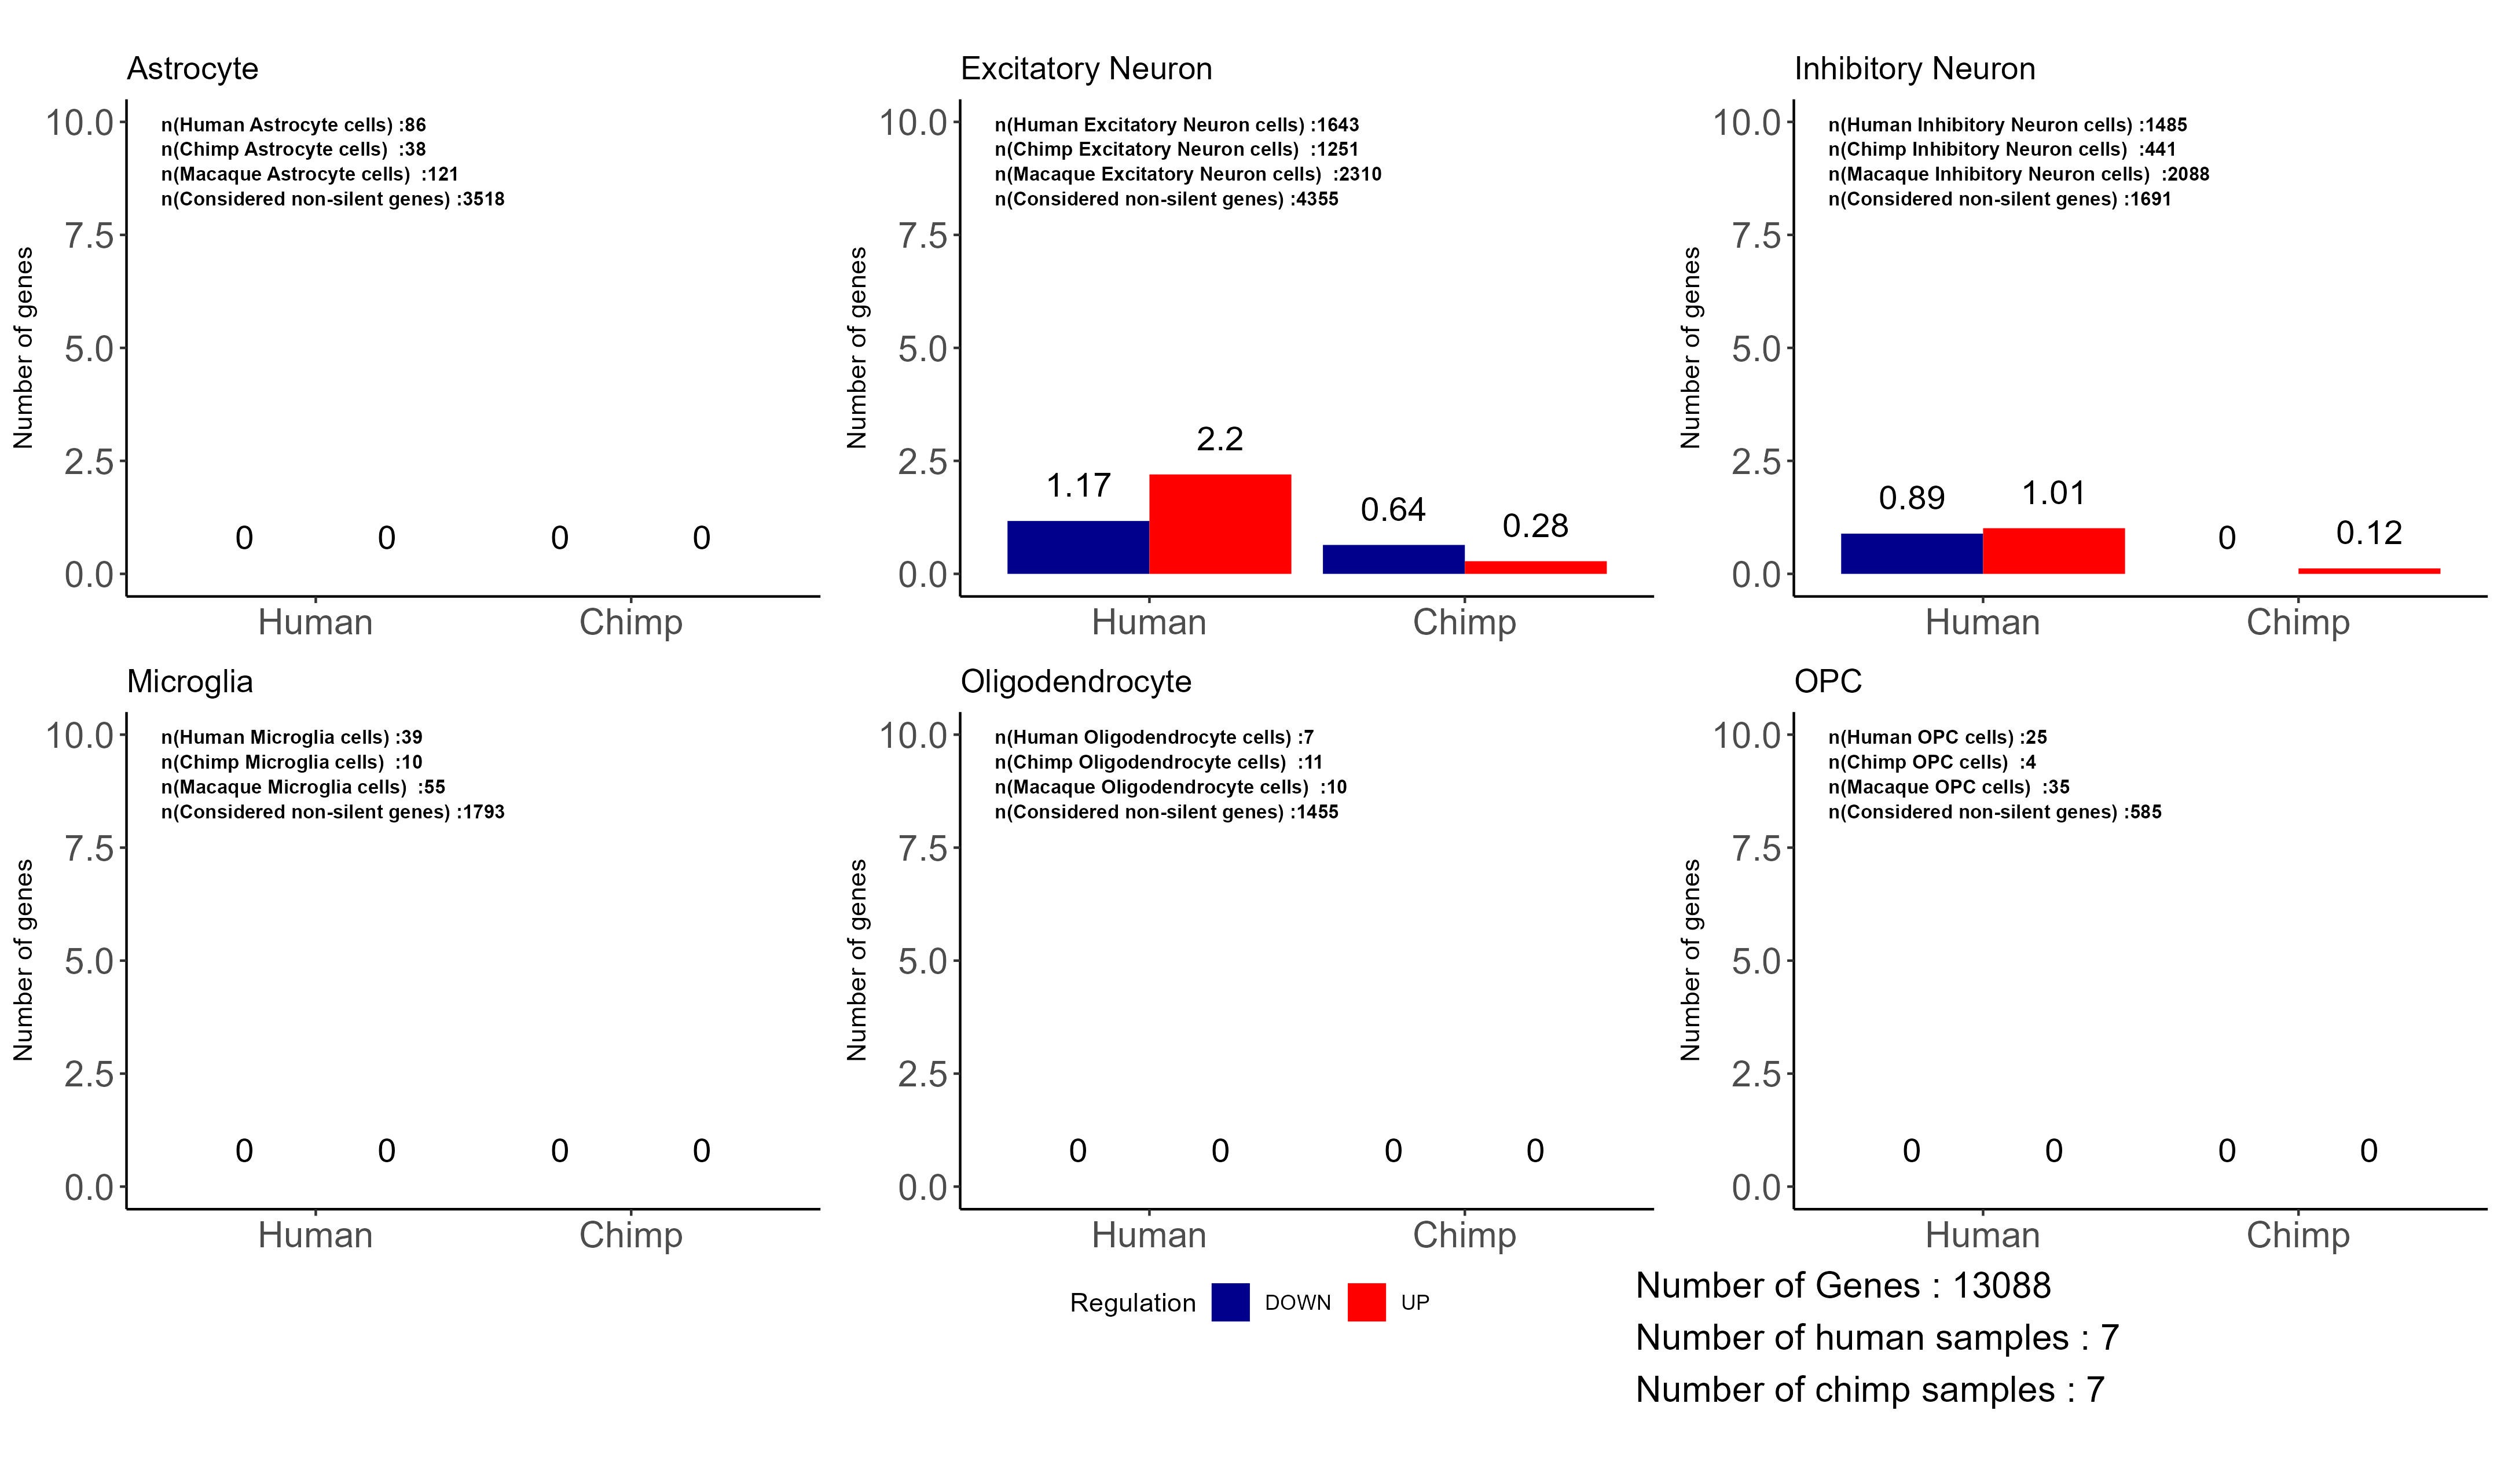 Astrocyte
n(Human Astrocyte cells) :86
n(Chimp Astrocyte cells)  :38
n(Macaque Astrocyte cells)  :121
n(Considered non-silent genes) :3518
Number of genes
10.0
7.5
5.0
2.5
0.0
0
0
0
0
Human
Chimp
Excitatory Neuron
n(Human Excitatory Neuron cells) :1643
n(Chimp Excitatory Neuron cells)  :1251
n(Macaque Excitatory Neuron cells)  :2310
n(Considered non-silent genes) :4355
Number of genes
10.0
7.5
5.0
2.5
0.0
1.17
2.2
0.64
0.28
Human
Chimp
Inhibitory Neuron
n(Human Inhibitory Neuron cells) :1485
n(Chimp Inhibitory Neuron cells)  :441
n(Macaque Inhibitory Neuron cells)  :2088
n(Considered non-silent genes) :1691
Number of genes
10.0
7.5
5.0
2.5
0.0
0.89
1.01
0
0.12
Human
Chimp
Microglia
n(Human Microglia cells) :39
n(Chimp Microglia cells)  :10
n(Macaque Microglia cells)  :55
n(Considered non-silent genes) :1793
Number of genes
10.0
7.5
5.0
2.5
0.0
0
0
0
0
Human
Chimp
Oligodendrocyte
n(Human Oligodendrocyte cells) :7
n(Chimp Oligodendrocyte cells)  :11
n(Macaque Oligodendrocyte cells)  :10
n(Considered non-silent genes) :1455
Number of genes
10.0
7.5
5.0
2.5
0.0
0
0
0
0
Human
Chimp
OPC
n(Human OPC cells) :25
n(Chimp OPC cells)  :4
n(Macaque OPC cells)  :35
n(Considered non-silent genes) :585
Number of genes
10.0
7.5
5.0
2.5
0.0
0
0
0
0
Human
Chimp
Regulation DOWN UP
Number of Genes : 13088
Number of human samples : 7
Number of chimp samples : 7